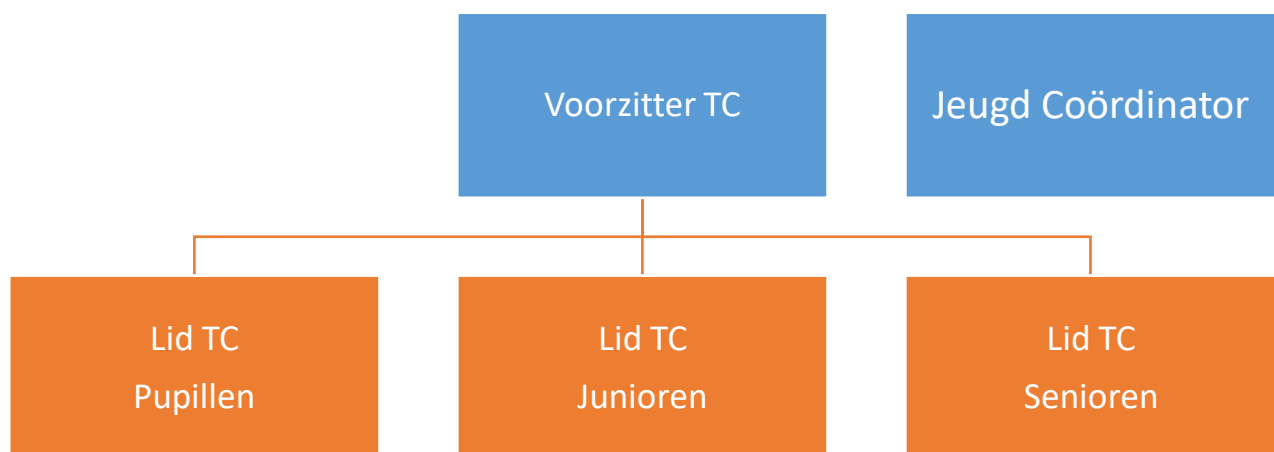 Voorzitter TC
Jeugd Coördinator
Lid TC
Pupillen
Lid TC
Junioren
Lid TC
Senioren